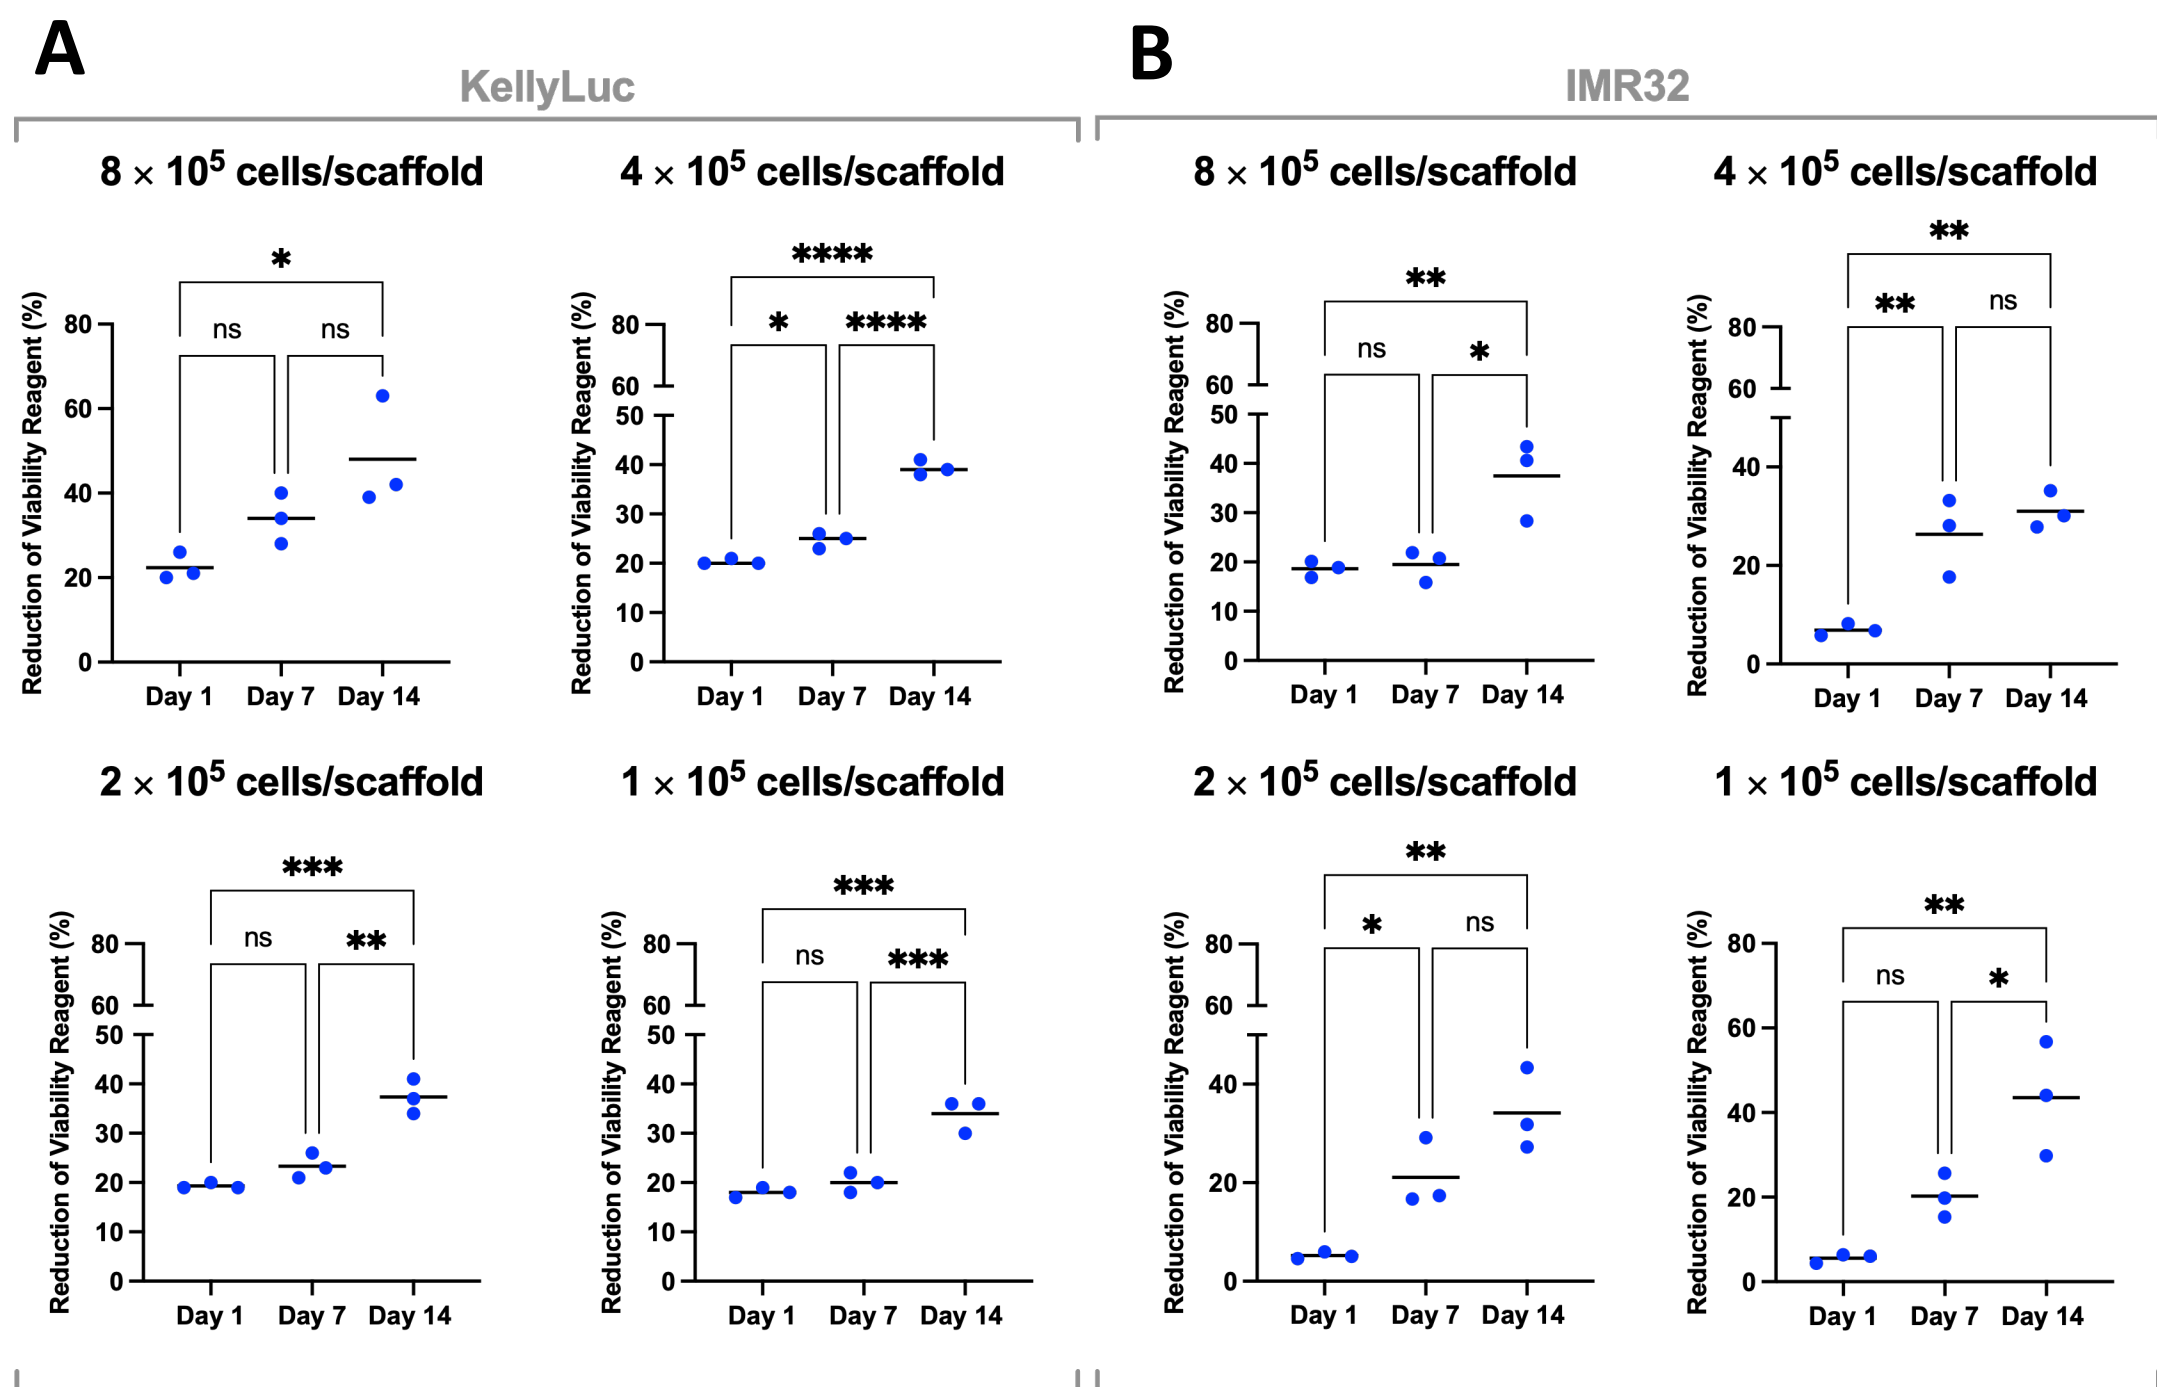 A
KellyLuc
8 × 10⁵ cells/scaffold
Reduction of Viability Reagent (%)
80
60
40
20
0
*
ns
ns
Day 1 Day 7 Day 14
4 × 10⁵ cells/scaffold
Reduction of Viability Reagent (%)
80
60
50
40
30
20
10
0
****
*
****
Day 1 Day 7 Day 14
2 × 10⁵ cells/scaffold
Reduction of Viability Reagent (%)
80
60
50
40
30
20
10
0
***
ns
**
Day 1 Day 7 Day 14
1 × 10⁵ cells/scaffold
Reduction of Viability Reagent (%)
80
60
50
40
30
20
10
0
***
ns
***
Day 1 Day 7 Day 14
B
IMR32
8 × 10⁵ cells/scaffold
Reduction of Viability Reagent (%)
80
60
50
40
30
20
10
0
**
ns
*
Day 1 Day 7 Day 14
4 × 10⁵ cells/scaffold
Reduction of Viability Reagent (%)
80
60
40
20
0
**
**
ns
Day 1 Day 7 Day 14
2 × 10⁵ cells/scaffold
Reduction of Viability Reagent (%)
80
60
40
20
0
**
*
ns
Day 1 Day 7 Day 14
1 × 10⁵ cells/scaffold
Reduction of Viability Reagent (%)
80
60
40
20
0
**
ns
*
Day 1 Day 7 Day 14